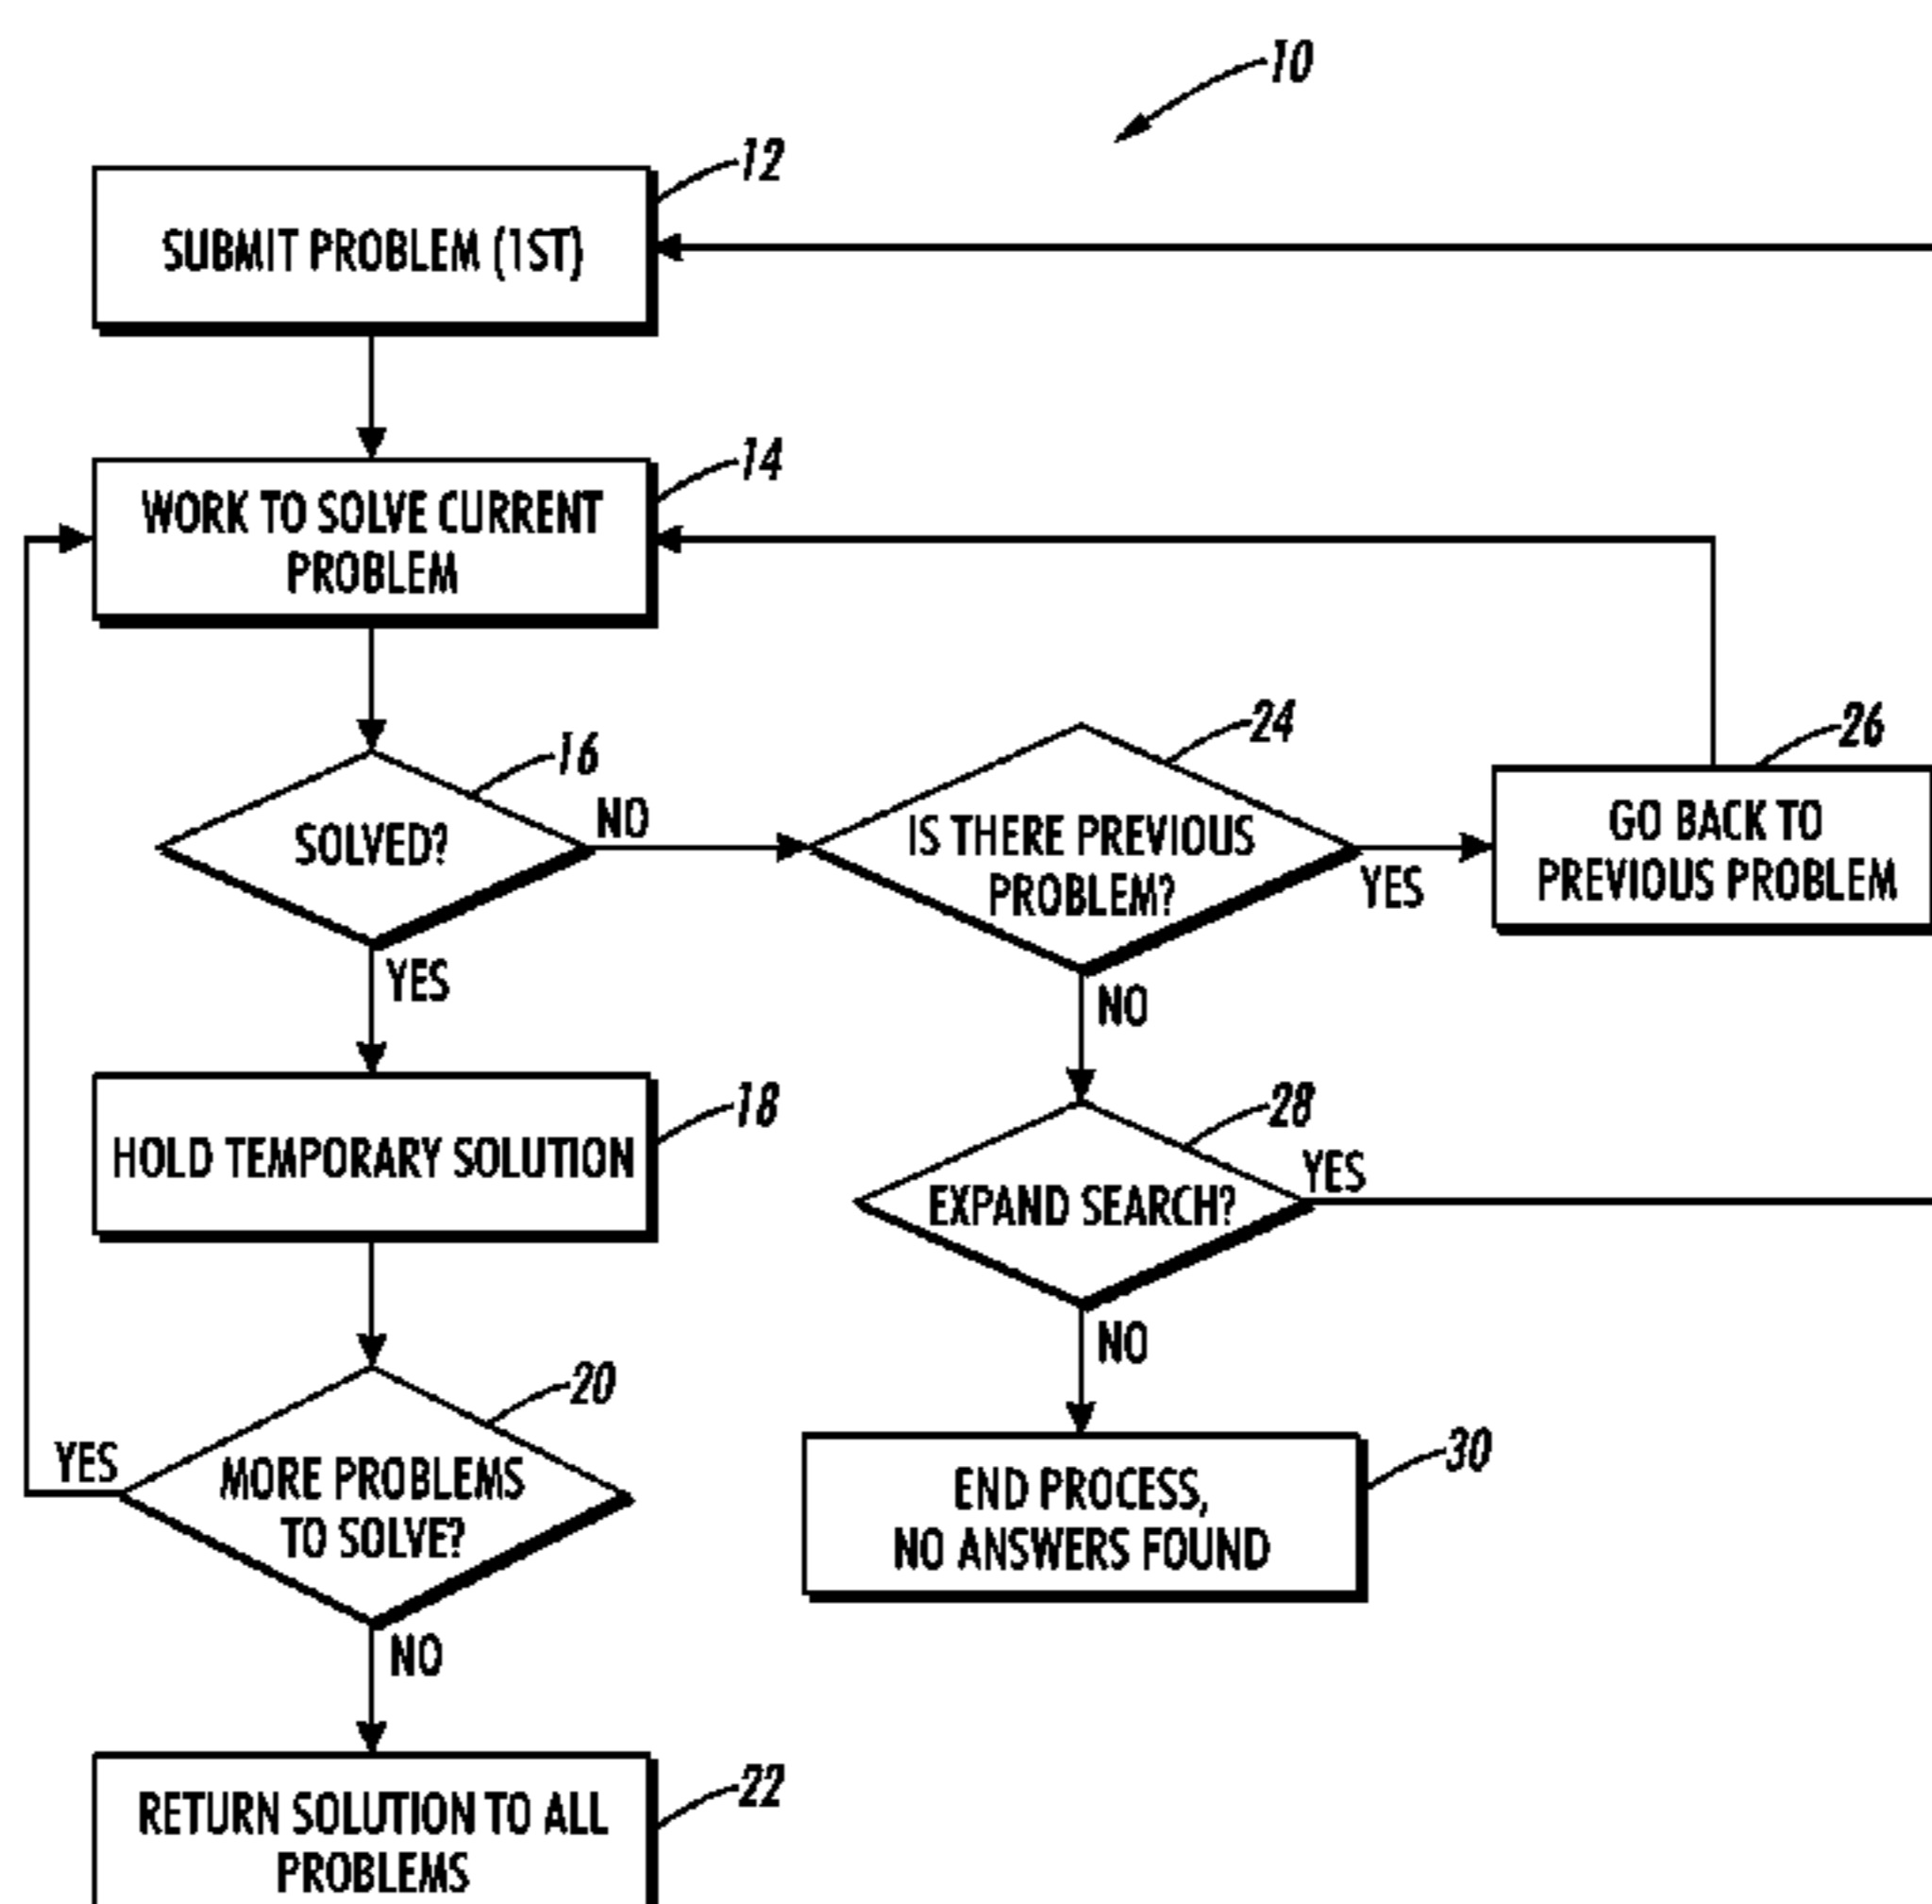 10
12
SUBMIT PROBLEM (1ST)
14
WORK TO SOLVE CURRENT
PROBLEM
16
SOLVED?
NO
YES
24
IS THERE PREVIOUS
PROBLEM?
YES
NO
26
GO BACK TO
PREVIOUS PROBLEM
18
HOLD TEMPORARY SOLUTION
28
EXPAND SEARCH?
YES
NO
20
MORE PROBLEMS
TO SOLVE?
YES
NO
30
END PROCESS,
NO ANSWERS FOUND
22
RETURN SOLUTION TO ALL
PROBLEMS